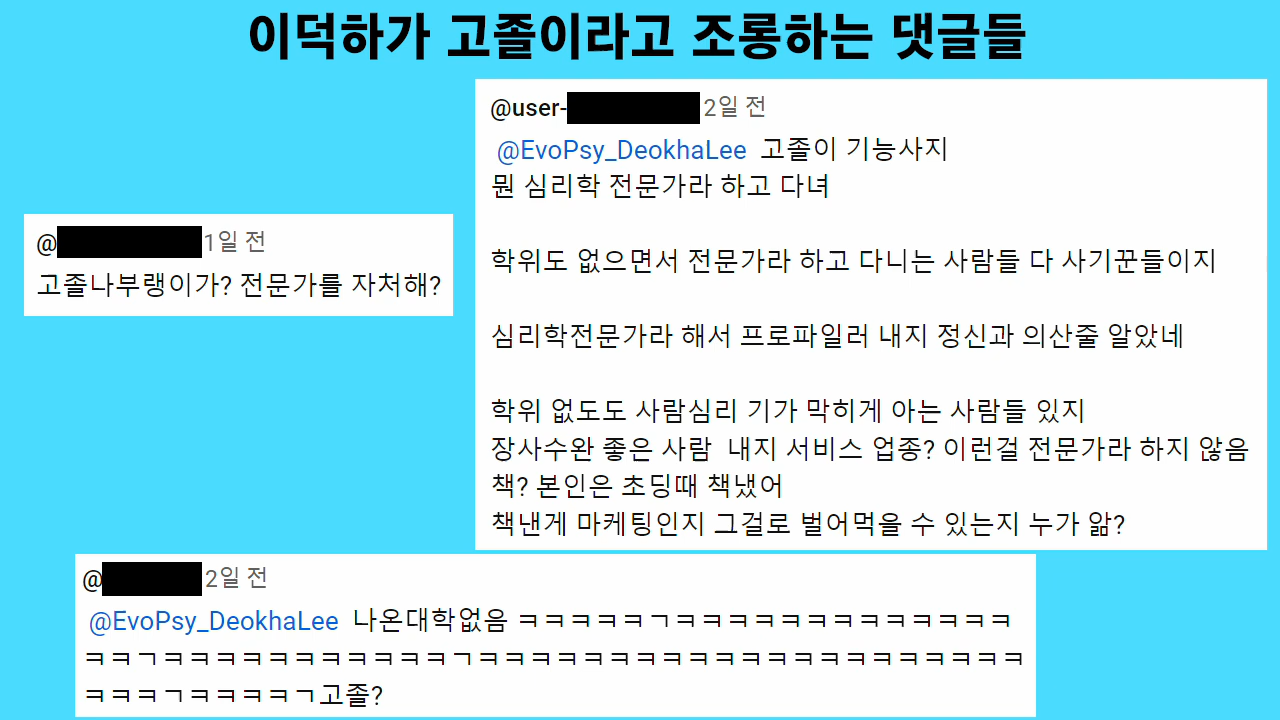 이덕하가 고졸이라고 조롱하는 댓글들
@user- 2일 전
@EvoPsy_DeokhaLee 고졸이 기능사지
뭔 심리학 전문가라 하고 다녀
학위도 없으면서 전문가라 하고 다니는 사람들 다 사기꾼들이지
심리학전문가라 해서 프로파일러 내지 정신과 의산줄 알았네
학위 없도도 사람심리 기가 막히게 아는 사람들 있지
장사수완 좋은 사람 내지 서비스 업종? 이런걸 전문가라 하지 않음
책? 본인은 초딩때 책냈어
책낸게 마케팅인지 그걸로 벌어먹을 수 있는지 누가 앎?
@ 1일 전
고졸나부랭이가? 전문가를 자처해?
@ 2일 전
@EvoPsy_DeokhaLee 나온대학없음 ㅋㅋㅋㅋㅋㄱㅋㅋㅋㅋㅋㅋㅋㅋㅋㅋㅋㅋㅋ
ㅋㅋㄱㅋㅋㅋㅋㅋㅋㅋㅋㅋㅋㅋㄱㅋㅋㅋㅋㅋㅋㅋㅋㅋㅋㅋㅋㅋㅋㅋㅋㅋㅋㅋㅋㅋ
ㅋㅋㅋㄱㅋㅋㅋㅋㄱ고졸?